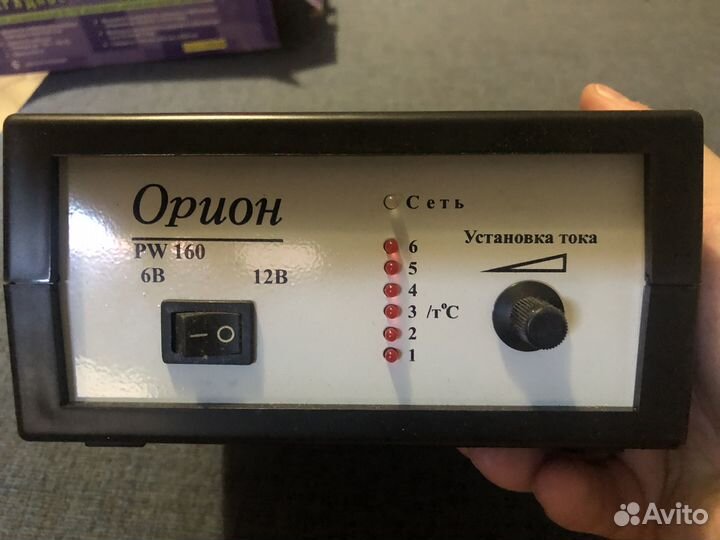 Орион
PW 160
6В 12В
Сеть
6
5
4
3 /т°С
2
1
Установка тока
Avito